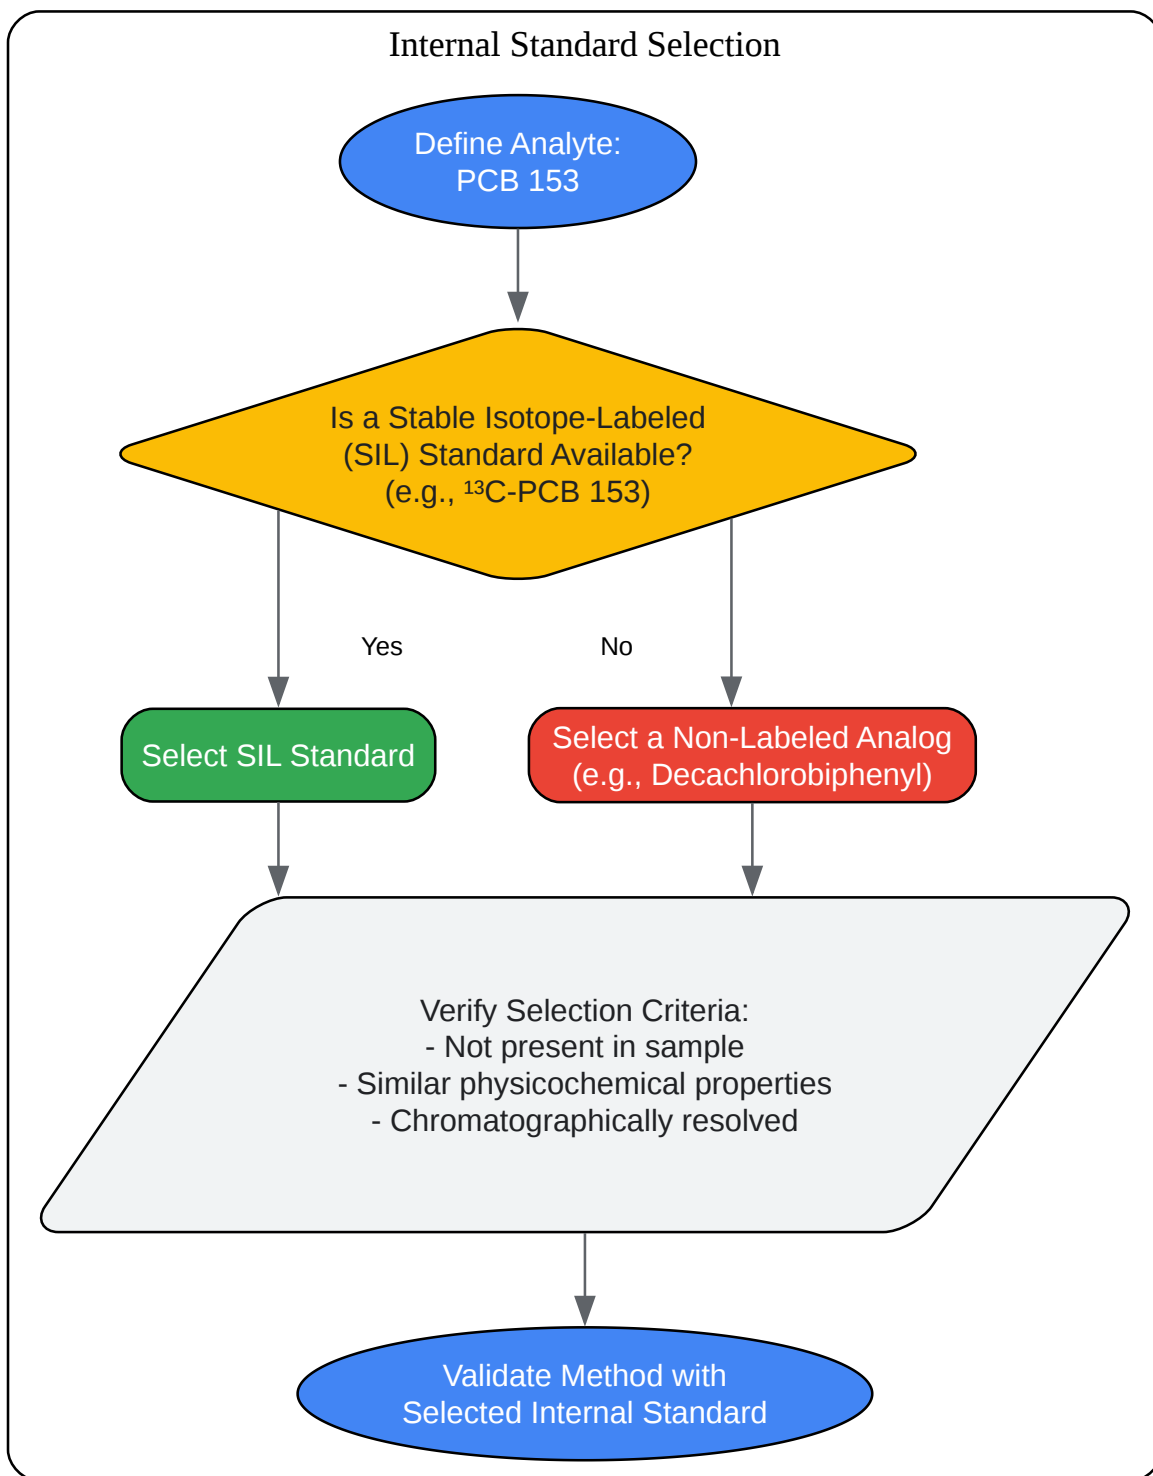 Internal Standard Selection
Define Analyte:
PCB 153
Is a Stable Isotope-Labeled
(SIL) Standard Available?
(e.g., ¹³C-PCB 153)
Yes
No
Select SIL Standard
Select a Non-Labeled Analog
(e.g., Decachlorobiphenyl)
Verify Selection Criteria:
- Not present in sample
- Similar physicochemical properties
- Chromatographically resolved
Validate Method with
Selected Internal Standard